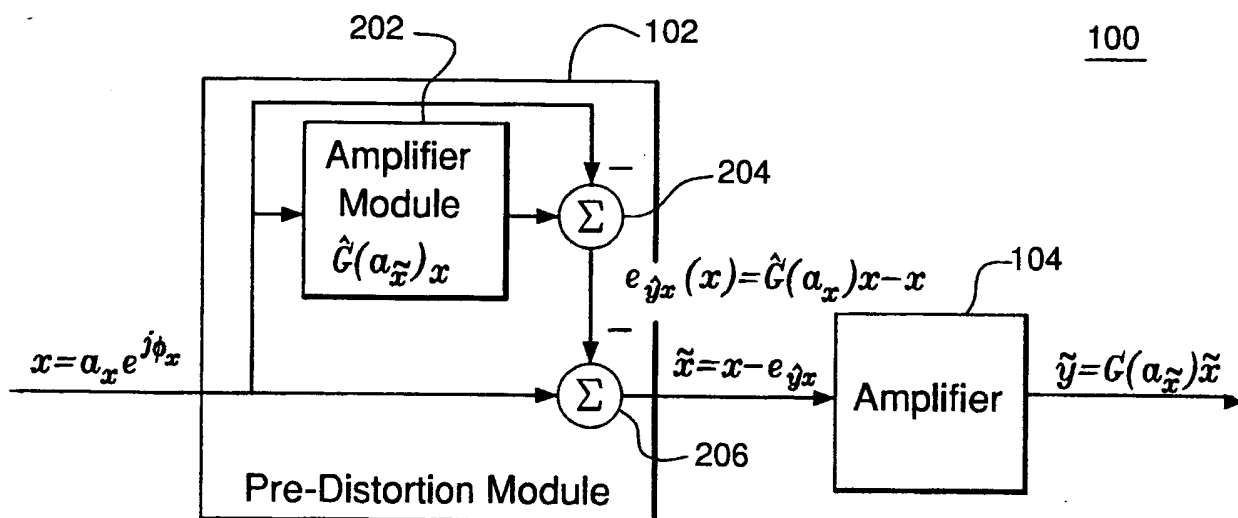 202
102
100
Amplifier
Module
Ĝ(a_x̃)x
−
204
Σ
e_ŷx(x)=Ĝ(a_x)x−x
104
−
x=a_x e^{jϕ_x}
Σ
x̃=x−e_ŷx
Amplifier
ỹ=G(a_x̃)x̃
206
Pre-Distortion Module